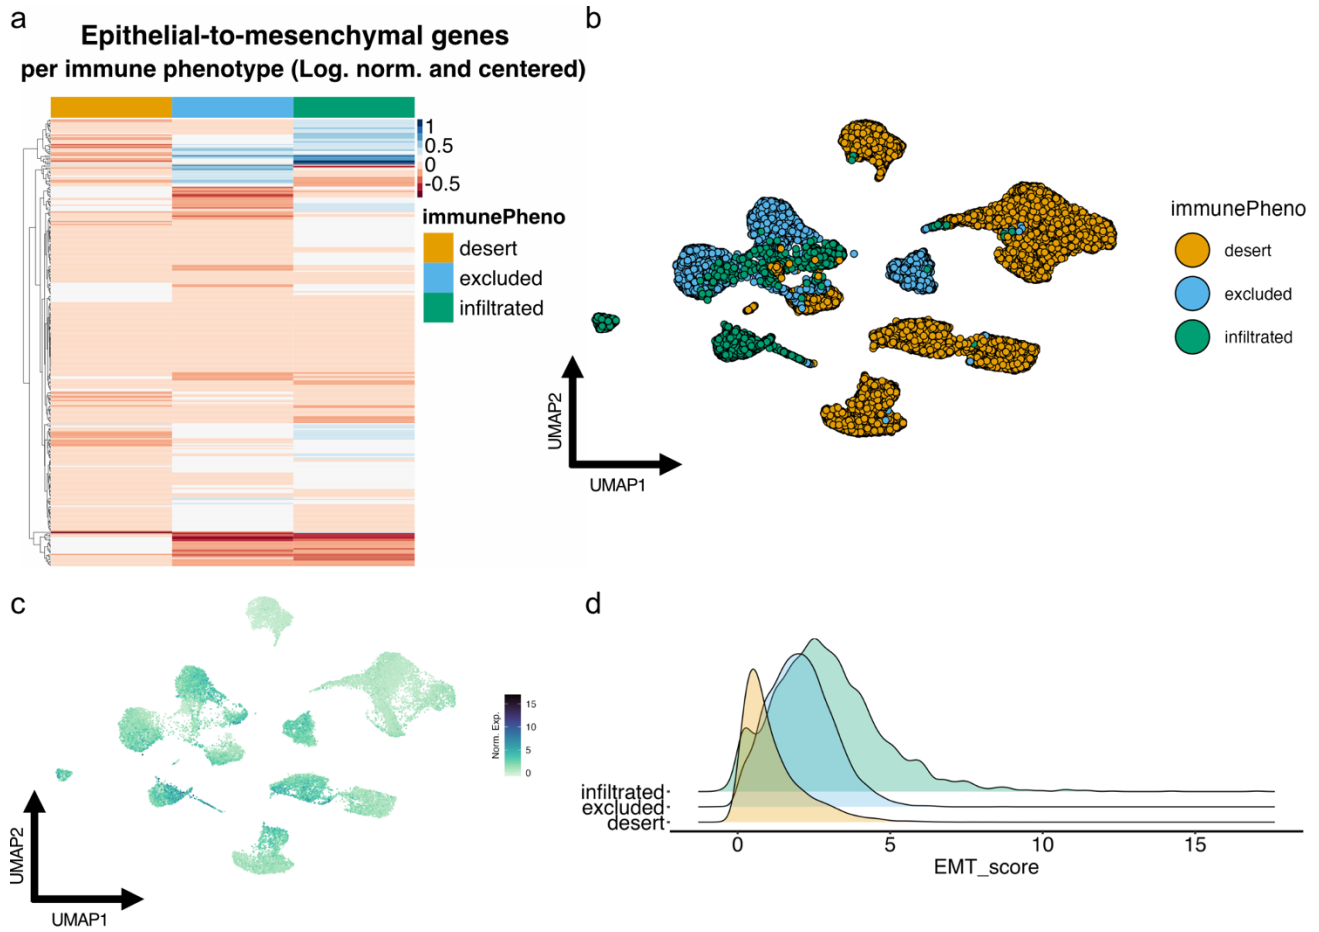 a
Epithelial-to-mesenchymal genes
per immune phenotype (Log. norm. and centered)
1
0.5
0
-0.5
immunePheno
desert
excluded
infiltrated
b
immunePheno
desert
excluded
infiltrated
UMAP2
UMAP1
c
Norm. Exp.
15
10
5
0
UMAP2
UMAP1
d
infiltrated
excluded
desert
0
5
10
15
EMT_score